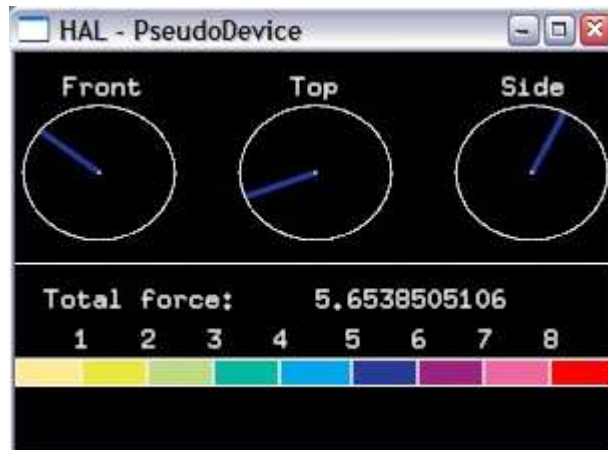 HAL - PseudoDevice
Front Top Side
Total force: 5.6538505106
1 2 3 4 5 6 7 8